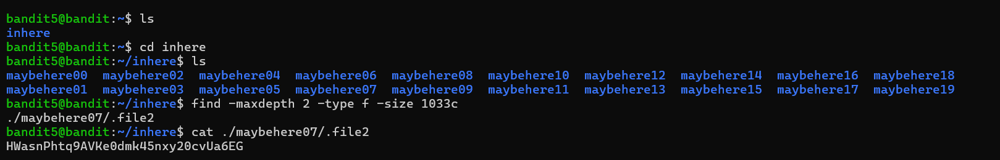 bandit5@bandit:~$ ls
inhere
bandit5@bandit:~$ cd inhere
bandit5@bandit:~/inhere$ ls
maybehere00  maybehere02  maybehere04  maybehere06  maybehere08  maybehere10  maybehere12  maybehere14  maybehere16  maybehere18
maybehere01  maybehere03  maybehere05  maybehere07  maybehere09  maybehere11  maybehere13  maybehere15  maybehere17  maybehere19
bandit5@bandit:~/inhere$ find -maxdepth 2 -type f -size 1033c
./maybehere07/.file2
bandit5@bandit:~/inhere$ cat ./maybehere07/.file2
HWasnPhtq9AVKe0dmk45nxy20cvUa6EG